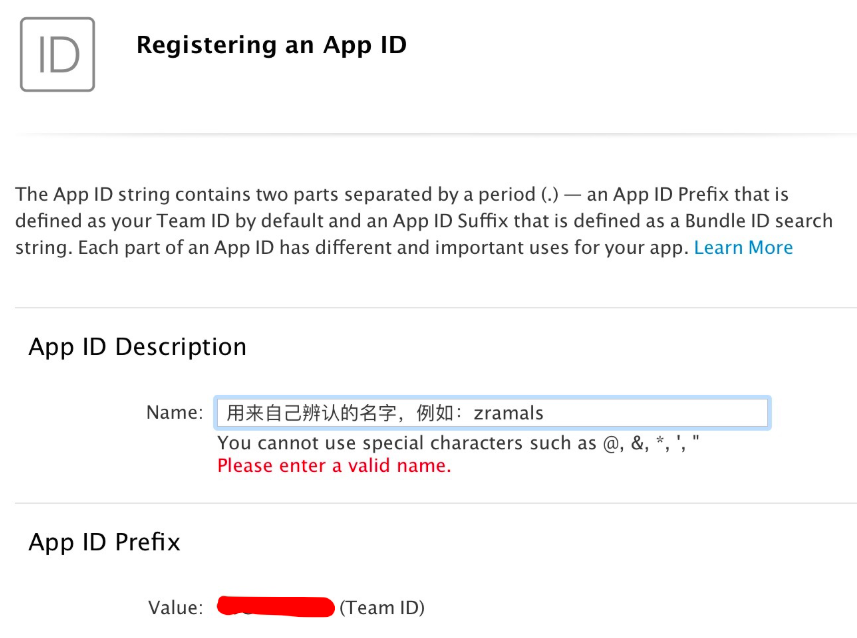 ID
Registering an App ID
The App ID string contains two parts separated by a period (.) — an App ID Prefix that is
defined as your Team ID by default and an App ID Suffix that is defined as a Bundle ID search
string. Each part of an App ID has different and important uses for your app. Learn More
App ID Description
Name: 用来自己辨认的名字，例如：zramals
You cannot use special characters such as @, &, *, ', "
Please enter a valid name.
App ID Prefix
Value: (Team ID)